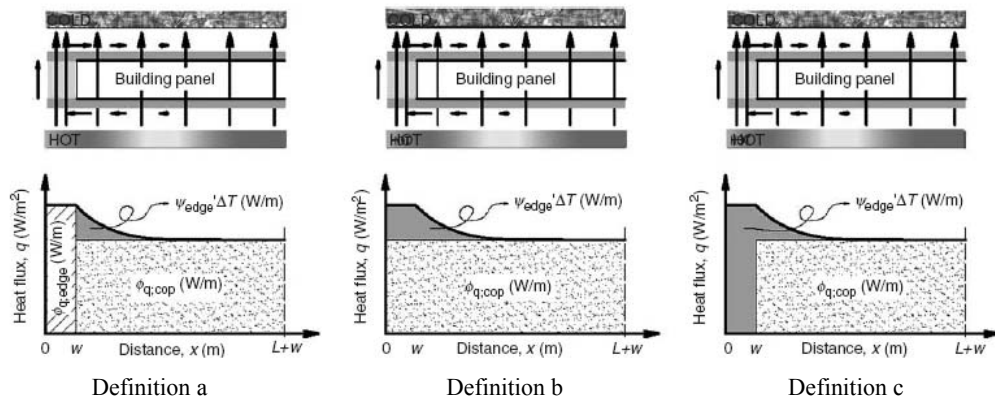 COLD
Building panel
HOT
Heat flux, q (W/m²)
ψedge'ΔT (W/m)
ϕq;edge (W/m)
ϕq;cop (W/m)
0 w Distance, x (m) L+w
Definition a
COLD
Building panel
HOT
Heat flux, q (W/m²)
ψedge'ΔT (W/m)
ϕq;cop (W/m)
0 w Distance, x (m) L+w
Definition b
COLD
Building panel
HOT
Heat flux, q (W/m²)
ψedge'ΔT (W/m)
ϕq;cop (W/m)
0 w Distance, x (m) L+w
Definition c